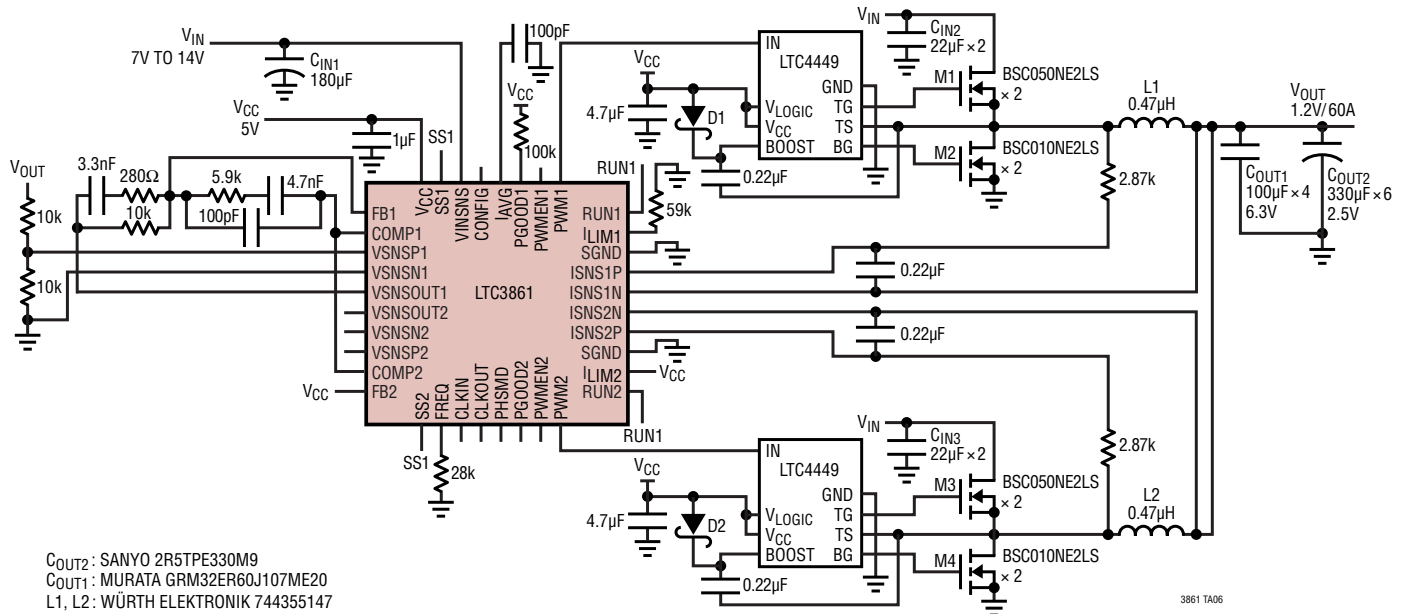 VIN
7V TO 14V
CIN1
180µF
VCC
5V
1µF
SS1
100pF
VCC
100k
VOUT
10k
10k
3.3nF
280Ω
10k
5.9k
4.7nF
100pF
FB1
COMP1
VSNSP1
VSNSN1
VSNSOUT1
VSNSOUT2
VSNSN2
VSNSP2
COMP2
FB2
VCC
VCC
SS1
VINSNS
CONFIG
IAVG
PGOOD1
PWMEN1
PWM1
LTC3861
RUN1
ILIM1
SGND
ISNS1P
ISNS1N
ISNS2N
ISNS2P
SGND
ILIM2
RUN2
SS2
FREQ
CLKIN
CLKOUT
PHSMD
PGOOD2
PWMEN2
PWM2
RUN1
59k
VCC
RUN1
SS1
28k
VCC
4.7µF
D1
0.22µF
IN
LTC4449
GND
VLOGIC
TG
VCC
TS
BOOST
BG
VIN
CIN2
22µF × 2
M1
BSC050NE2LS
× 2
M2
BSC010NE2LS
× 2
L1
0.47µH
2.87k
VOUT
1.2V/60A
COUT1
100µF × 4
6.3V
COUT2
330µF × 6
2.5V
0.22µF
0.22µF
2.87k
VCC
4.7µF
D2
0.22µF
IN
LTC4449
GND
VLOGIC
TG
VCC
TS
BOOST
BG
VIN
CIN3
22µF × 2
M3
BSC050NE2LS
× 2
M4
BSC010NE2LS
× 2
L2
0.47µH
COUT2: SANYO 2R5TPE330M9
COUT1: MURATA GRM32ER60J107ME20
L1, L2: WÜRTH ELEKTRONIK 744355147
3861 TA06